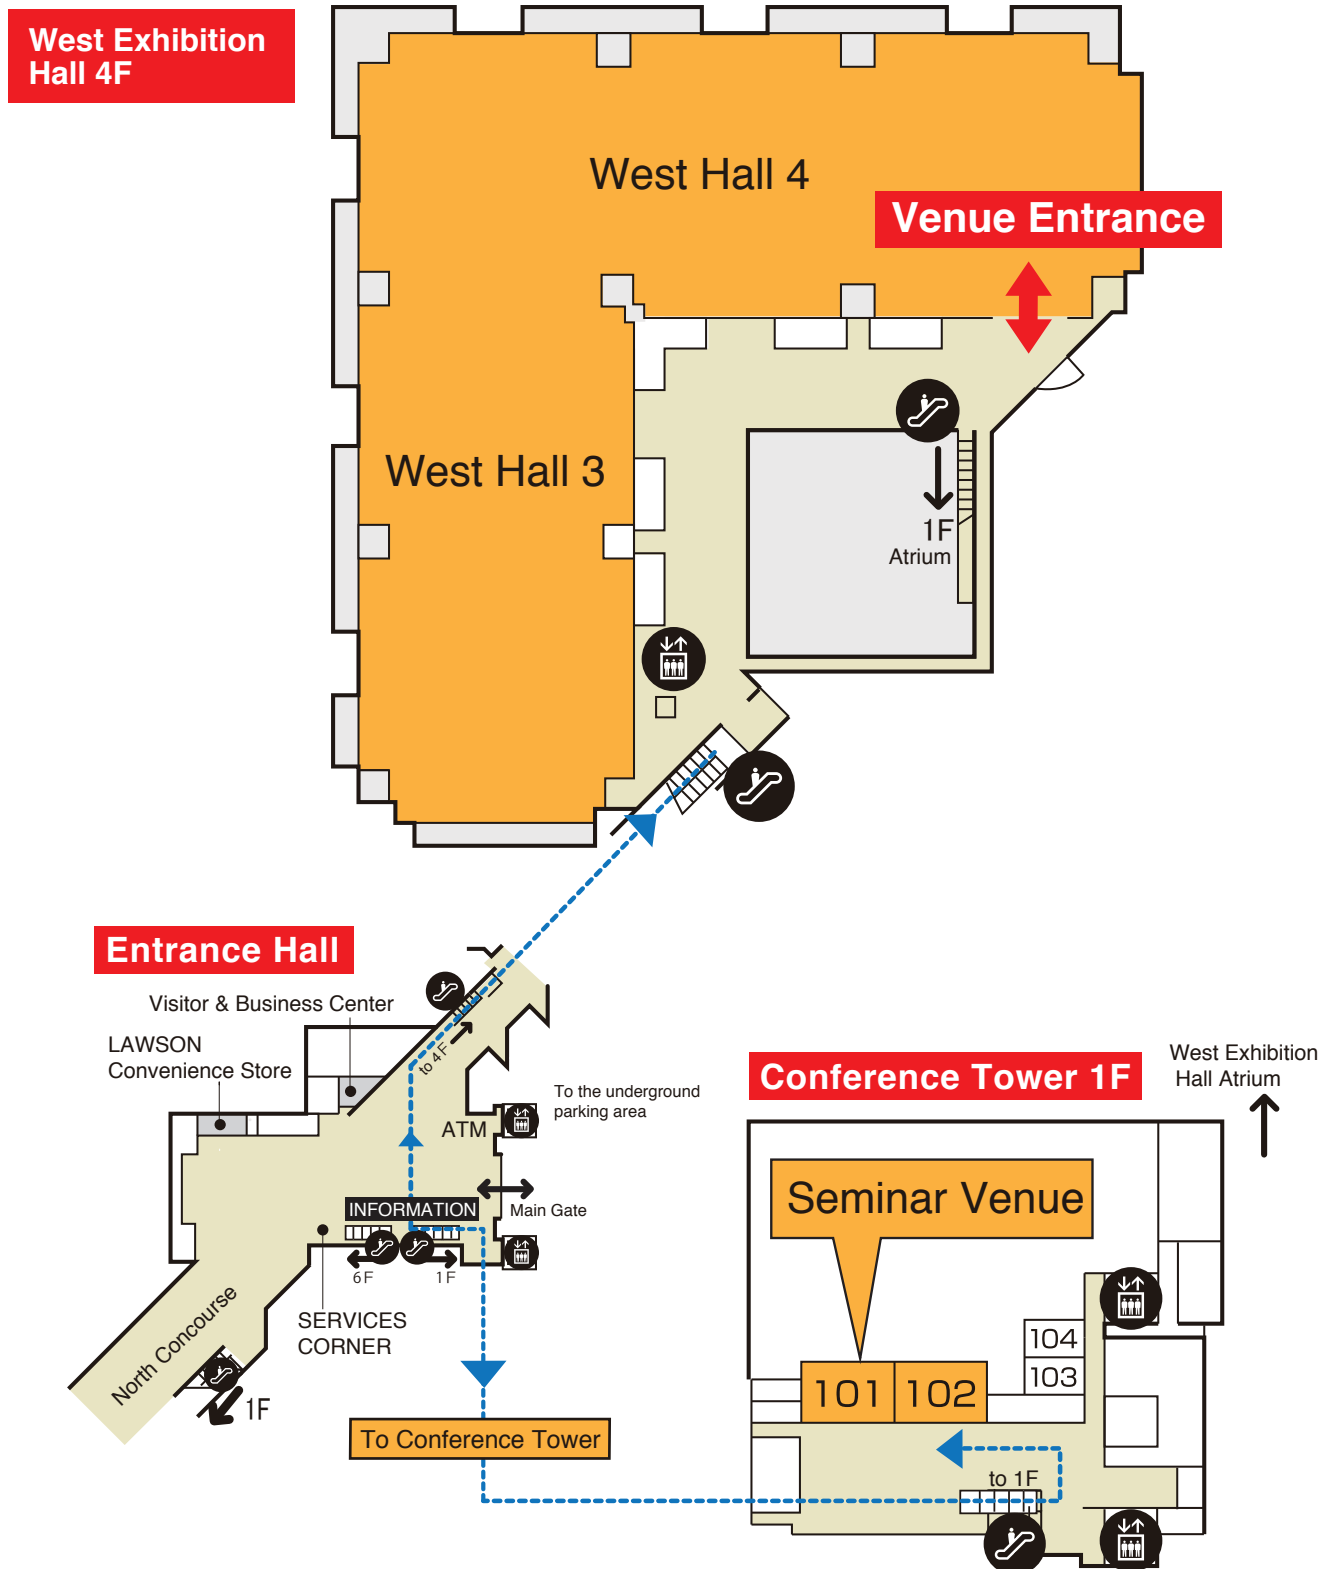 West Exhibition
Hall 4F
West Hall 4
Venue Entrance
West Hall 3
1F
Atrium
Entrance Hall
Visitor & Business Center
LAWSON
Convenience Store
to 4F
To the underground
parking area
ATM
INFORMATION
Main Gate
6F
1F
SERVICES
CORNER
North Concourse
1F
To Conference Tower
Conference Tower 1F
West Exhibition
Hall Atrium
Seminar Venue
104
103
101
102
to 1F